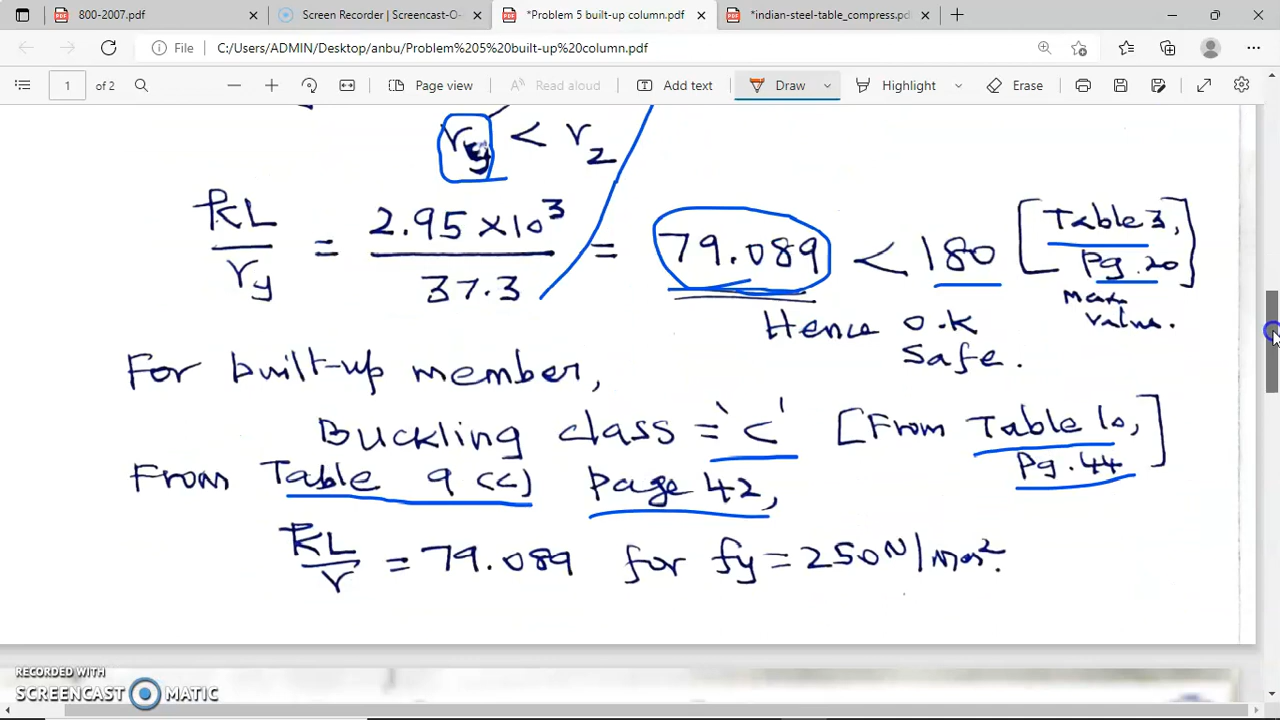 800-2007.pdf
Screen Recorder | Screencast-O-
*Problem 5 built-up column.pdf
*indian-steel-table_compress.pd
File C:/Users/ADMIN/Desktop/anbu/Problem%205%20built-up%20column.pdf
1 of 2 Page view Read aloud Add text Draw Highlight Erase
ry < rz
kL/ry = 2.95 ×10³/37.3 = 79.089 < 180 [Table 3, Pg. 20]
Max value.
Hence O.K
Safe.
For built-up member,
Buckling class = 'c' [From Table 10, Pg. 44]
From Table 9 (c) page 42,
kL/r = 79.089 for fy = 250 N/mm².
RECORDED WITH
SCREENCAST MATIC